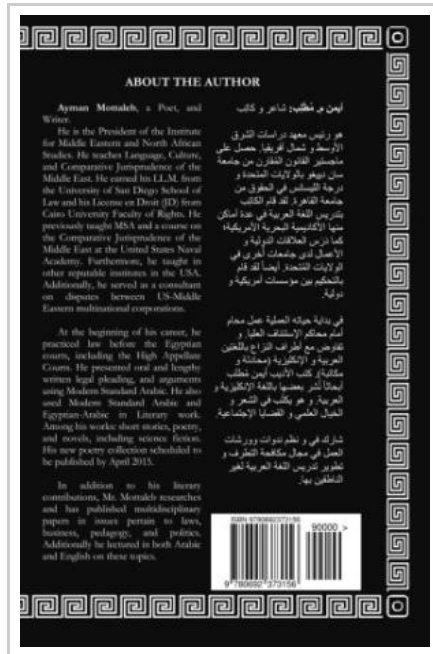 ABOUT THE AUTHOR
Ayman Mottaleb, a Poet, and
Writer.
He is the President of the Institute
for Middle Eastern and North African
Studies. He teaches Language, Culture,
and Comparative Jurisprudence of the
Middle East. He earned his LL.M. from
the University of San Diego School of
Law and his License en Droit (JD) from
Cairo University Faculty of Rights. He
previously taught MSA and a course on
the Comparative Jurisprudence of the
Middle East at the United States Naval
Academy. Furthermore, he taught in
other reputable institutes in the USA.
Additionally, he served as a consultant
on disputes between US-Middle
Eastern multinational corporations.
At the beginning of his career, he
practiced law before the Egyptian
courts, including the High Appellate
Courts. He presented oral and lengthy
written legal pleading, and arguments
using Modern Standard Arabic. He also
used Modern Standard Arabic and
Egyptian-Arabic in Literary work.
Among his works: short stories, poetry,
and novels, including science fiction.
His new poetry collection scheduled to
be published by April 2015.
In addition to his literary
contributions, Mr. Mottaleb researches
and has published multidisciplinary
papers in issues pertain to laws,
business, pedagogy, and politics.
Additionally he lectured in both Arabic
and English on these topics.
أيمن م. مُطّلِب: شاعر و كاتب
هو رئيس معهد دراسات الشرق
الأوسط و شمال أفريقيا. حصل على
ماجستير القانون المُقارن من جامعة
سان دييغو بالولايات المتحدة و
درجة الليسانس في الحقوق من
جامعة القاهرة. لقد قام الكاتب
بتدريس اللغة العربية في عدة أماكن
منها الأكاديمية البحرية الأمريكية؛
كما درس العلاقات الدولية و
الأعمال لدى جامعات أخرى في
الولايات المتحدة. أيضاً لقد قام
بالتحكيم بين مؤسسات أمريكية و
دولية.
في بداية حياته العملية عمل محام
أمام محاكم الإستئناف العليا. و
تفاوض مع أطراف النزاع باللغتين
العربية و الإنكليزية (محادثة و
مكاتبة). كتب الأديب أيمن مُطلب
أبحاثاً نُشر بعضها باللغة الإنكليزية و
العربية. و هو يكتُب في الشعر و
الخيال العلمي و القضايا الإجتماعية.
شارك في و نظم ندوات وورشات
العمل في مجال مكافحة التطرف و
تطوير تدريس اللغة العربية لغير
الناطقين بها.
ISBN 9780692373156
90000 >
9 780692 373156